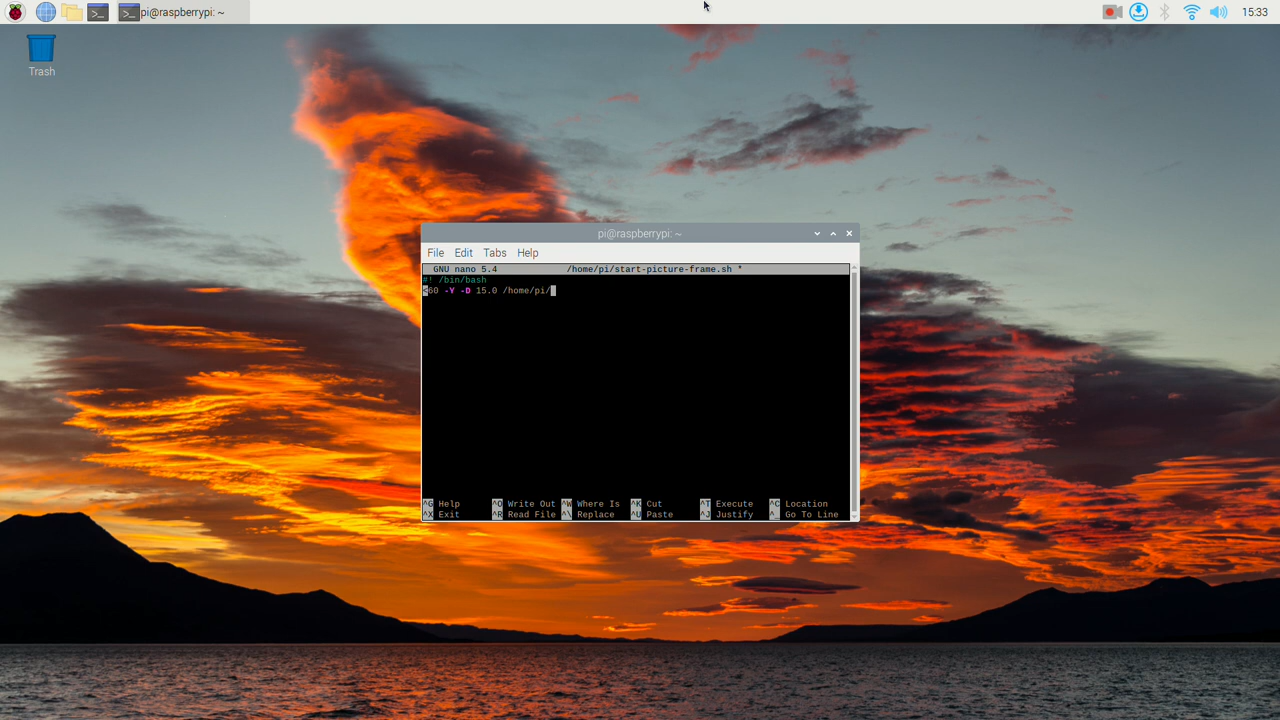 pi@raspberrypi: ~
15:33
Trash
pi@raspberrypi: ~
File Edit Tabs Help
GNU nano 5.4 /home/pi/start-picture-frame.sh *
#! /bin/bash
<60 -Y -D 15.0 /home/pi/
^G Help ^O Write Out ^W Where Is ^K Cut ^T Execute ^C Location
^X Exit ^R Read File ^\ Replace ^U Paste ^J Justify ^_ Go To Line